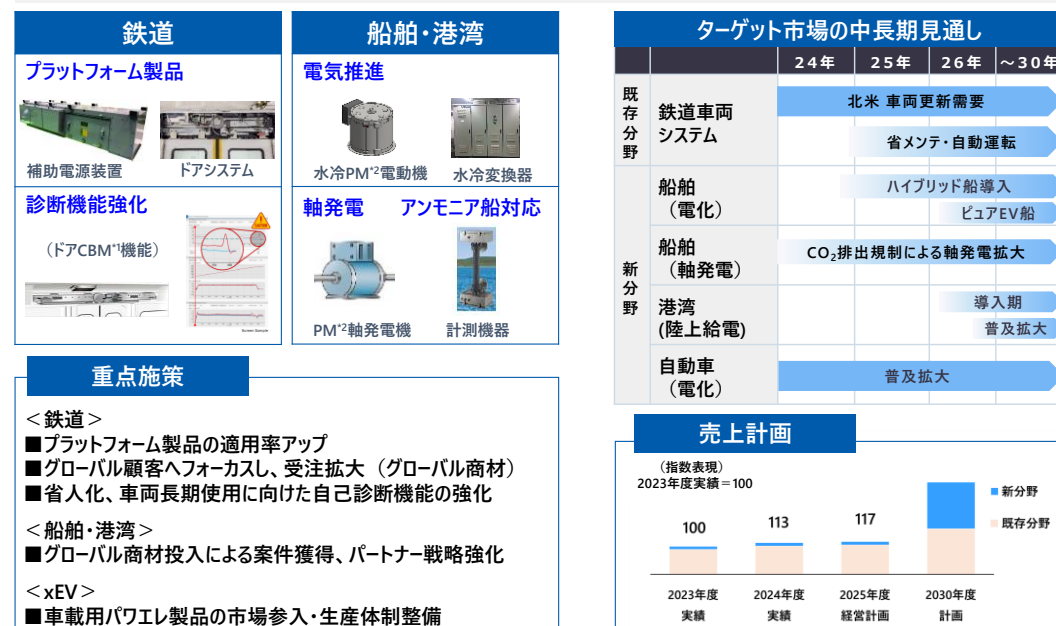 鉄道
プラットフォーム製品
補助電源装置
ドアシステム
診断機能強化
（ドアCBM*1機能）
船舶・港湾
電気推進
水冷PM*2電動機
水冷変換器
軸発電
アンモニア船対応
PM*2軸発電機
計測機器
重点施策
＜鉄道＞
■プラットフォーム製品の適用率アップ
■グローバル顧客へフォーカスし、受注拡大（グローバル商材）
■省人化、車両長期使用に向けた自己診断機能の強化
＜船舶・港湾＞
■グローバル商材投入による案件獲得、パートナー戦略強化
＜xEV＞
■車載用パワエレ製品の市場参入・生産体制整備
ターゲット市場の中長期見通し
24年 25年 26年 ～30年
既存分野
鉄道車両
システム
北米 車両更新需要
省メンテ・自動運転
新分野
船舶
（電化）
ハイブリッド船導入
ピュアEV船
船舶
（軸発電）
CO₂排出規制による軸発電拡大
港湾
(陸上給電)
導入期
普及拡大
自動車
（電化）
普及拡大
売上計画
（指数表現）
2023年度実績＝100
新分野
既存分野
100 113 117
2023年度 2024年度 2025年度 2030年度
実績 実績 経営計画 計画